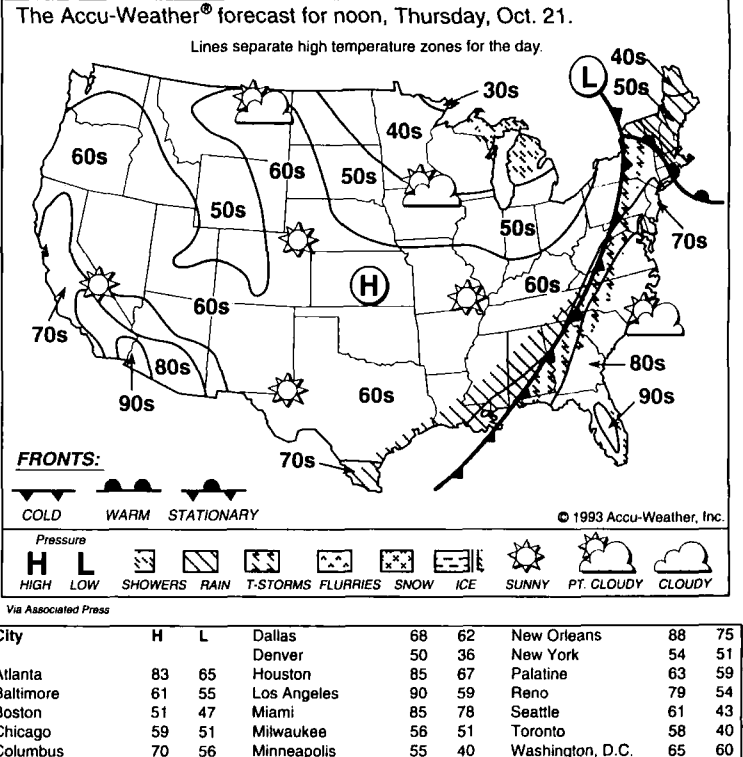 The Accu-Weather® forecast for noon, Thursday, Oct. 21.
Lines separate high temperature zones for the day.
40s
50s
L
30s
40s
60s
60s
50s
50s
50s
70s
H
60s
60s
70s
80s
60s
80s
90s
90s
70s
FRONTS:
COLD WARM STATIONARY
© 1993 Accu-Weather, Inc.
Pressure
H L
HIGH LOW SHOWERS RAIN T-STORMS FLURRIES SNOW ICE SUNNY PT. CLOUDY CLOUDY
Via Associated Press
City H L Dallas 68 62 New Orleans 88 75
Denver 50 36 New York 54 51
Atlanta 83 65 Houston 85 67 Palatine 63 59
Baltimore 61 55 Los Angeles 90 59 Reno 79 54
Boston 51 47 Miami 85 78 Seattle 61 43
Chicago 59 51 Milwaukee 56 51 Toronto 58 40
Columbus 70 56 Minneapolis 55 40 Washington, D.C. 65 60